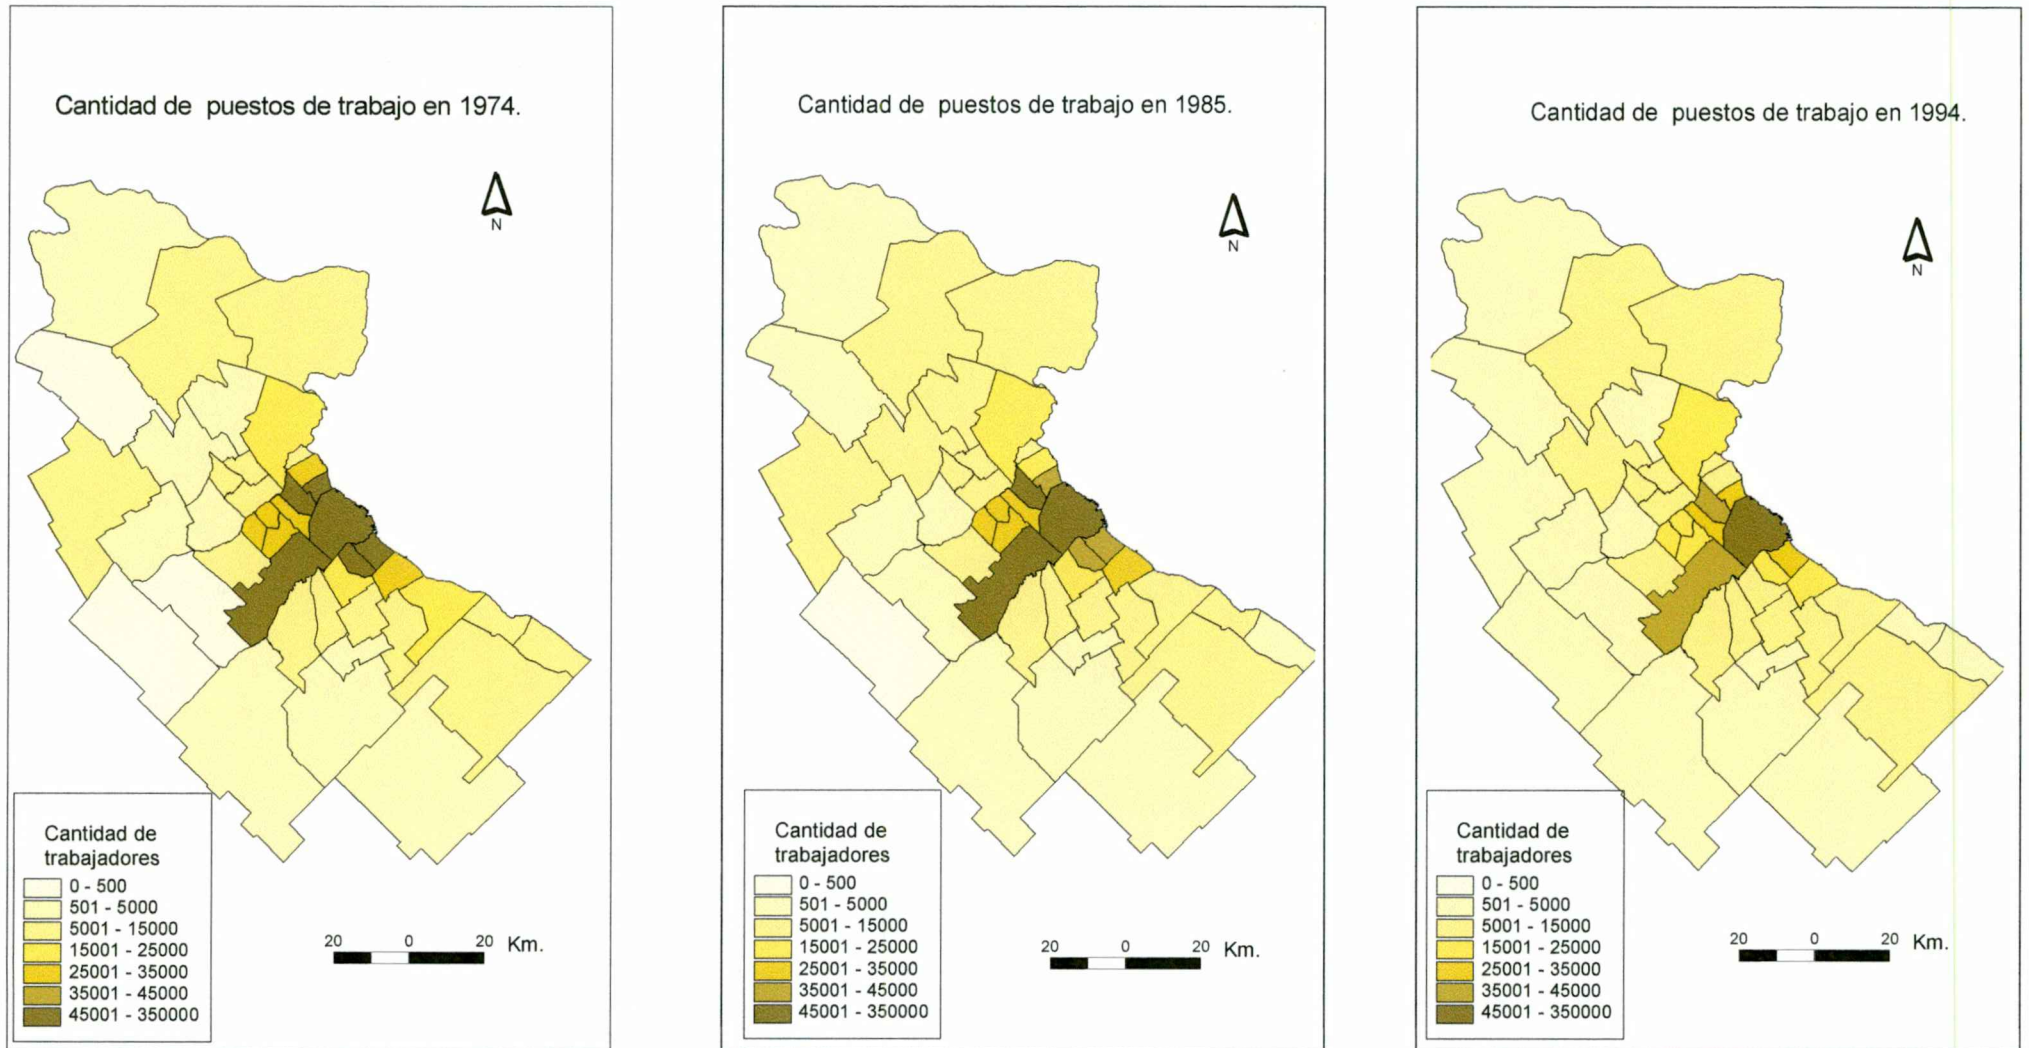 Cantidad de puestos de trabajo en 1974.
N
Cantidad de
trabajadores
0 - 500
501 - 5000
5001 - 15000
15001 - 25000
25001 - 35000
35001 - 45000
45001 - 350000
20 0 20 Km.
Cantidad de puestos de trabajo en 1985.
N
Cantidad de
trabajadores
0 - 500
501 - 5000
5001 - 15000
15001 - 25000
25001 - 35000
35001 - 45000
45001 - 350000
20 0 20 Km.
Cantidad de puestos de trabajo en 1994.
N
Cantidad de
trabajadores
0 - 500
501 - 5000
5001 - 15000
15001 - 25000
25001 - 35000
35001 - 45000
45001 - 350000
20 0 20 Km.